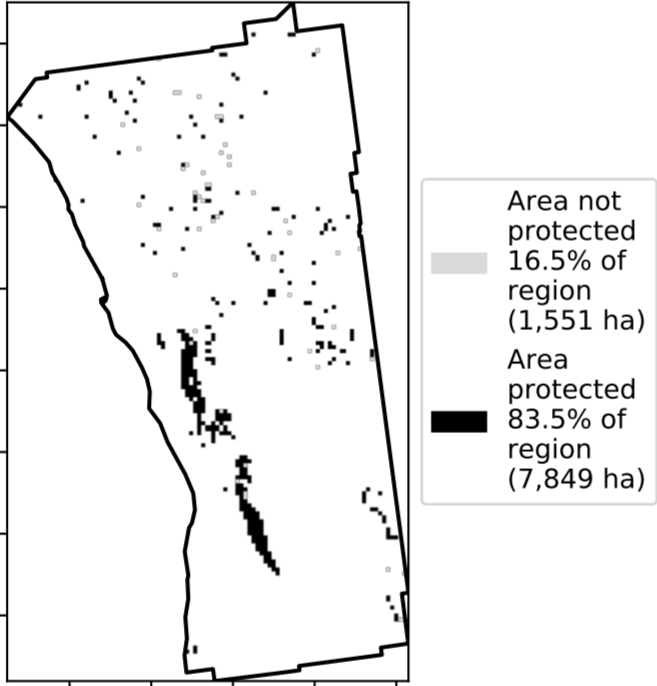 Area not
protected
16.5% of
region
(1,551 ha)
Area
protected
83.5% of
region
(7,849 ha)